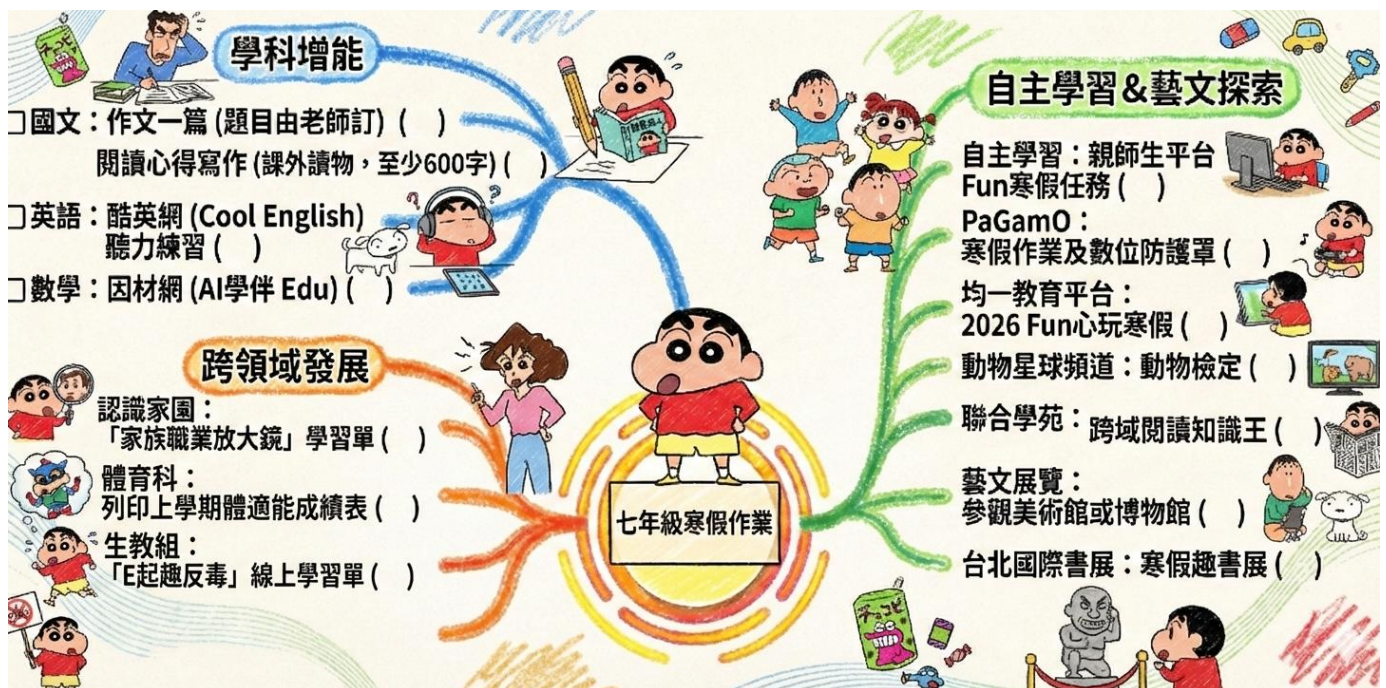 學科增能
□國文：作文一篇 (題目由老師訂) (　)
閱讀心得寫作 (課外讀物，至少600字) (　)
□英語：酷英網 (Cool English)
聽力練習 (　)
□數學：因材網 (AI學伴 Edu) (　)
跨領域發展
認識家園：
「家族職業放大鏡」學習單 (　)
體育科：
列印上學期體適能成績表 (　)
生教組：
「E起趣反毒」線上學習單 (　)
七年級寒假作業
自主學習＆藝文探索
自主學習：親師生平台
Fun寒假任務 (　)
PaGamO：
寒假作業及數位防護罩 (　)
均一教育平台：
2026 Fun心玩寒假 (　)
動物星球頻道：動物檢定 (　)
聯合學苑：跨域閱讀知識王 (　)
藝文展覽：
參觀美術館或博物館 (　)
台北國際書展：寒假趣書展 (　)